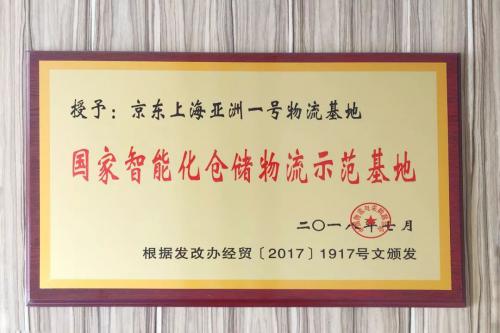 授予：京东上海亚洲一号物流基地
国家智能化仓储物流示范基地
二〇一八年七月
根据发改办经贸〔2017〕1917号文颁发